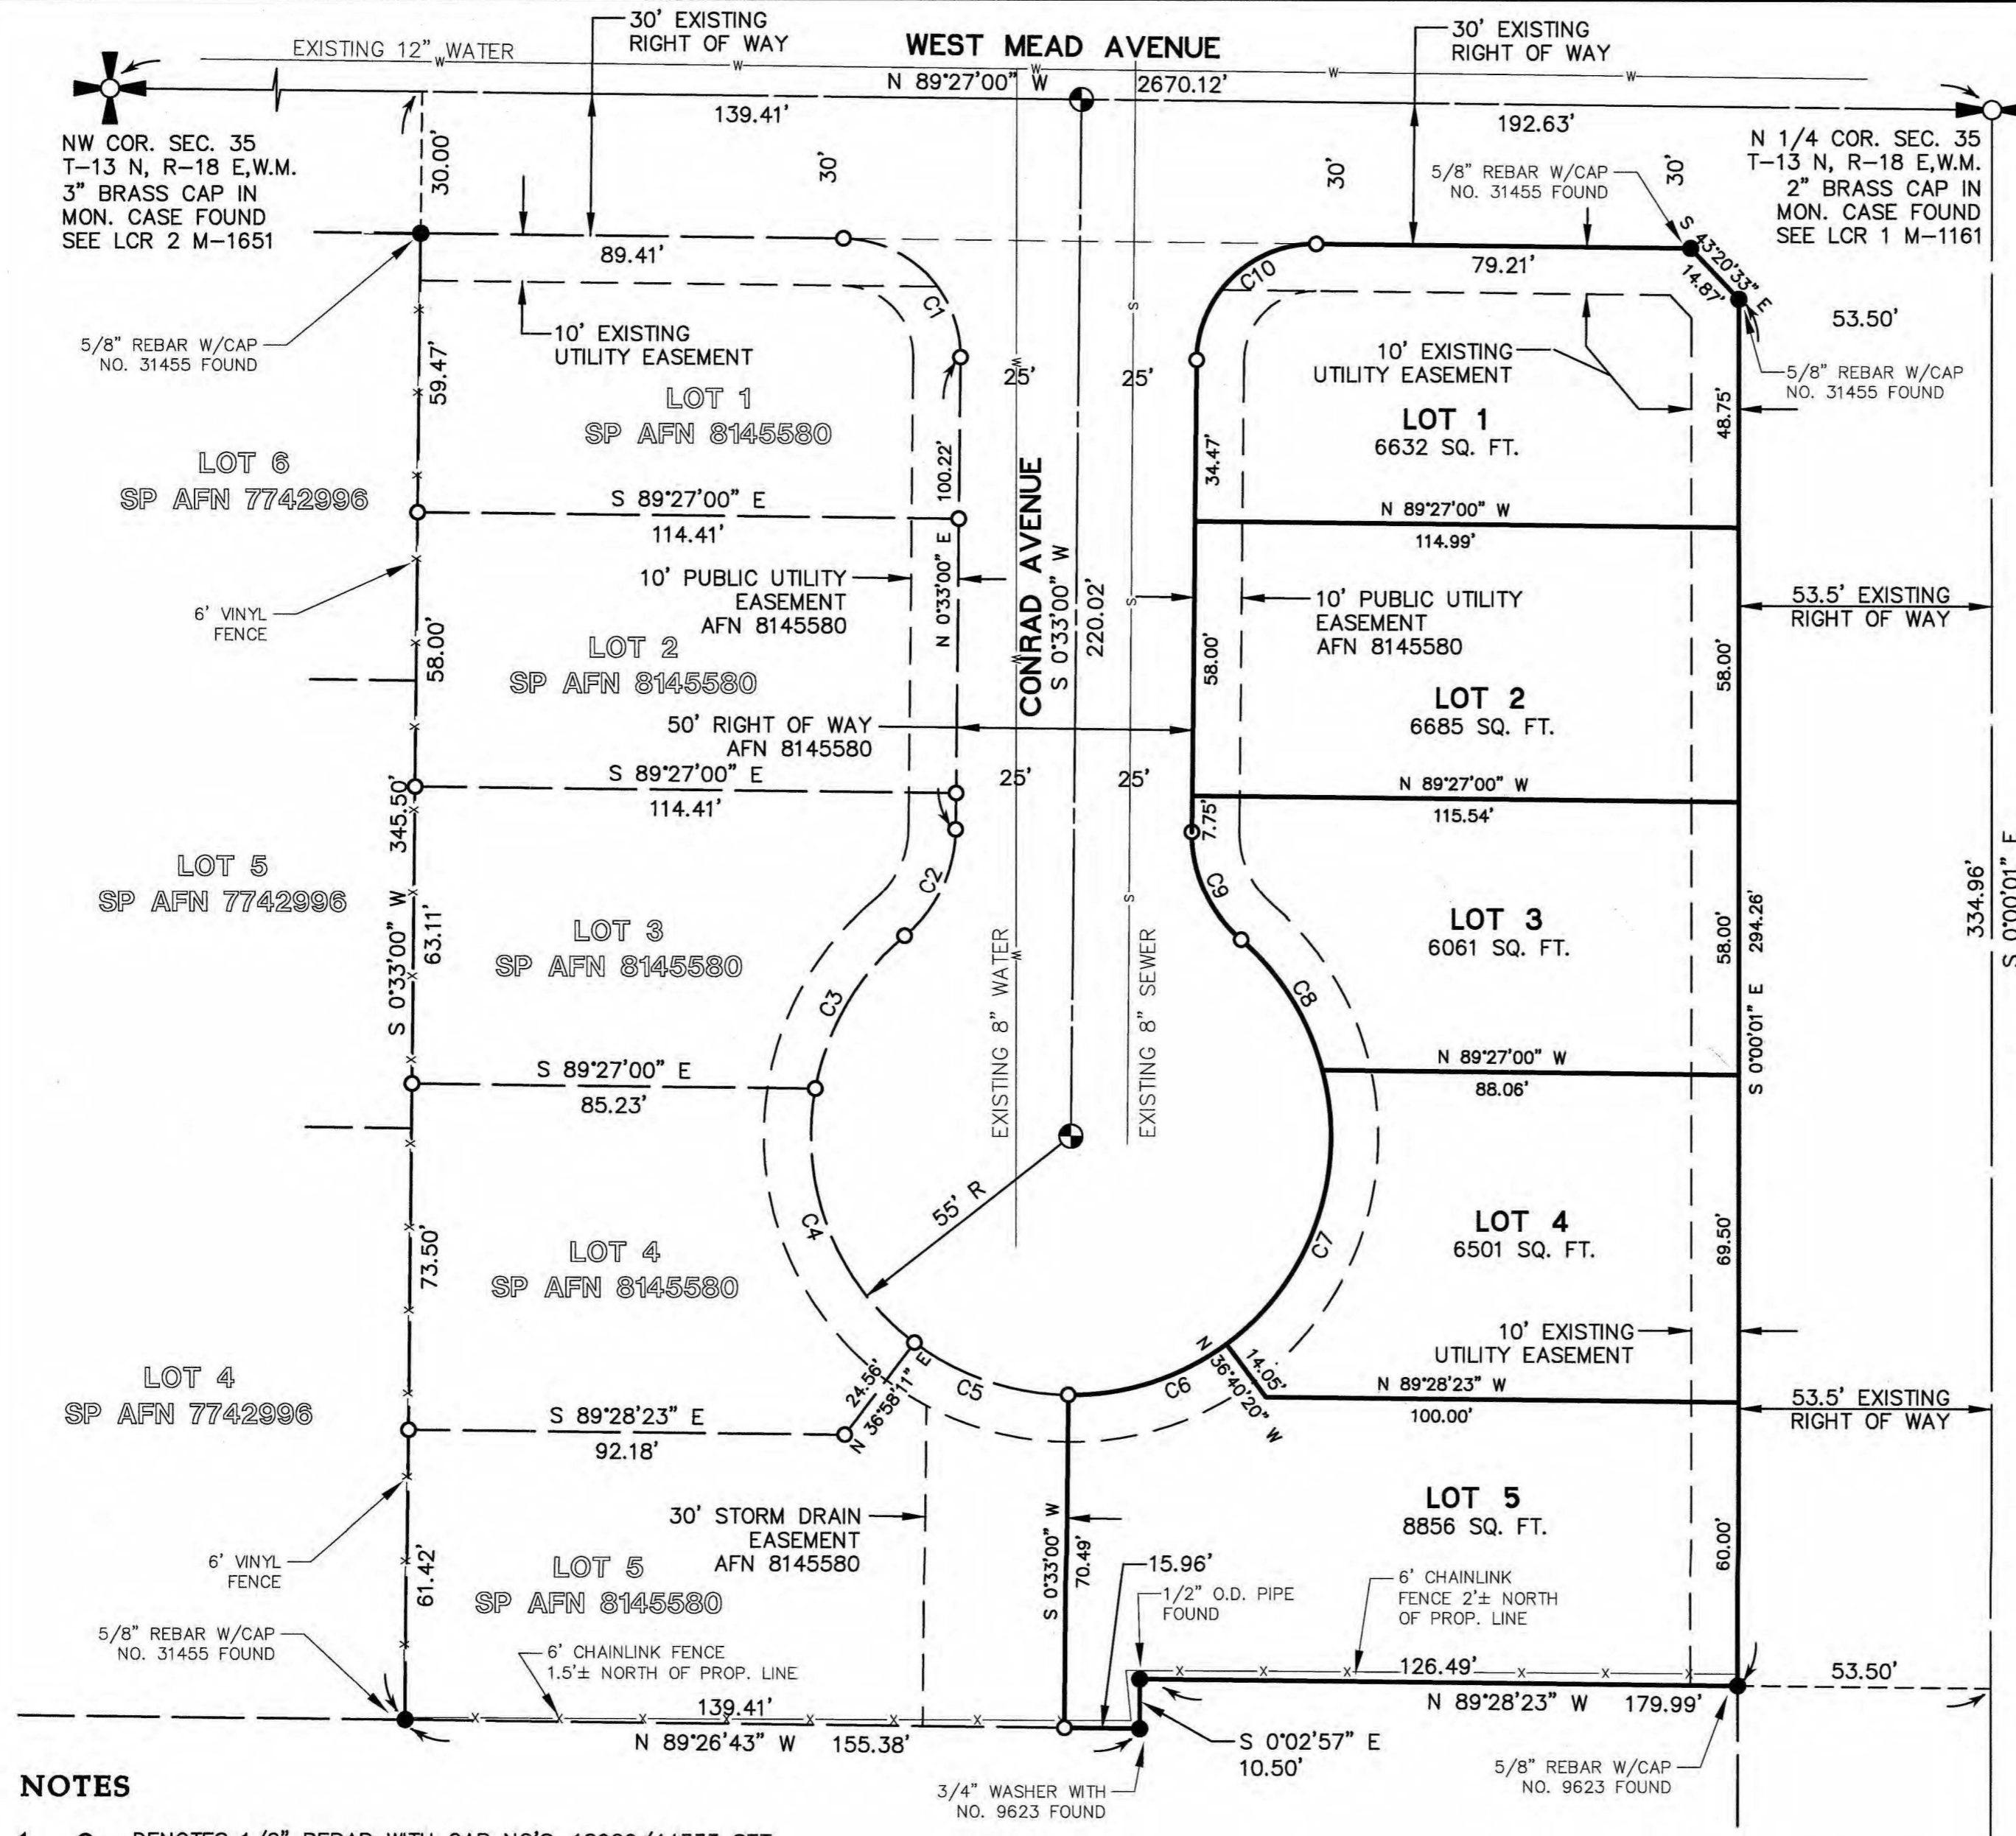 30' EXISTING
RIGHT OF WAY
WEST MEAD AVENUE
30' EXISTING
RIGHT OF WAY
EXISTING 12" WATER
N 89°27'00" W 2670.12'
139.41'
192.63'
NW COR. SEC. 35
T-13 N, R-18 E,W.M.
3" BRASS CAP IN
MON. CASE FOUND
SEE LCR 2 M-1651
N 1/4 COR. SEC. 35
T-13 N, R-18 E,W.M.
2" BRASS CAP IN
MON. CASE FOUND
SEE LCR 1 M-1161
30.00'
30'
30'
30'
5/8" REBAR W/CAP
NO. 31455 FOUND
89.41'
79.21'
S 43°20'33" E
14.87'
53.50'
C1
C10
5/8" REBAR W/CAP
NO. 31455 FOUND
59.47'
10' EXISTING
UTILITY EASEMENT
25'
25'
10' EXISTING
UTILITY EASEMENT
5/8" REBAR W/CAP
NO. 31455 FOUND
LOT 1
SP AFN 8145580
LOT 1
6632 SQ. FT.
48.75'
34.47'
LOT 6
SP AFN 7742996
S 89°27'00" E
114.41'
N 0°33'00" E 100.22'
CONRAD AVENUE
S 0°33'00" W
220.02'
N 89°27'00" W
114.99'
6' VINYL
FENCE
10' PUBLIC UTILITY
EASEMENT
AFN 8145580
10' PUBLIC UTILITY
EASEMENT
AFN 8145580
53.5' EXISTING
RIGHT OF WAY
58.00'
LOT 2
SP AFN 8145580
58.00'
LOT 2
6685 SQ. FT.
58.00'
50' RIGHT OF WAY
AFN 8145580
S 89°27'00" E
114.41'
25'
25'
N 89°27'00" W
115.54'
7.75'
LOT 5
SP AFN 7742996
S 0°33'00" W 345.50'
63.11'
C2
C9
LOT 3
SP AFN 8145580
LOT 3
6061 SQ. FT.
58.00'
S 0°00'01" E 294.26'
334.96'
S 0°00'01" E
C3
C8
EXISTING 8" WATER
EXISTING 8" SEWER
S 89°27'00" E
85.23'
N 89°27'00" W
88.06'
55' R
C4
C7
73.50'
LOT 4
SP AFN 8145580
LOT 4
6501 SQ. FT.
69.50'
10' EXISTING
UTILITY EASEMENT
LOT 4
SP AFN 7742996
24.56'
N 36°58'11" E
C5
C6
N 36°40'20" W
14.05'
N 89°28'23" W
100.00'
53.5' EXISTING
RIGHT OF WAY
S 89°28'23" E
92.18'
30' STORM DRAIN
EASEMENT
AFN 8145580
S 0°33'00" W
70.49'
LOT 5
8856 SQ. FT.
60.00'
6' VINYL
FENCE
61.42'
LOT 5
SP AFN 8145580
15.96'
1/2" O.D. PIPE
FOUND
6' CHAINLINK
FENCE 2'± NORTH
OF PROP. LINE
5/8" REBAR W/CAP
NO. 31455 FOUND
6' CHAINLINK FENCE
1.5'± NORTH OF PROP. LINE
126.49'
53.50'
N 89°28'23" W 179.99'
139.41'
N 89°26'43" W 155.38'
S 0°02'57" E
10.50'
3/4" WASHER WITH
NO. 9623 FOUND
5/8" REBAR W/CAP
NO. 9623 FOUND
NOTES